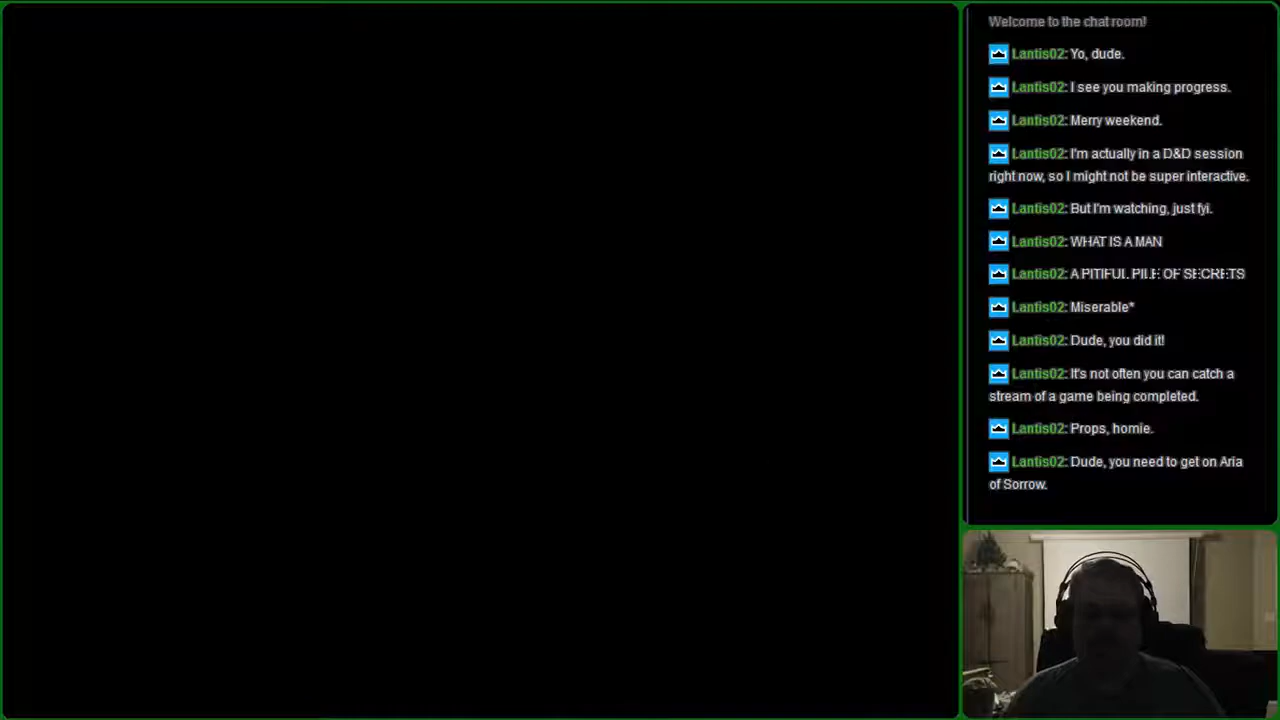 Welcome to the chat room!
Lantis02: Yo, dude.
Lantis02: I see you making progress.
Lantis02: Merry weekend.
Lantis02: I'm actually in a D&D session
right now, so I might not be super interactive.
Lantis02: But I'm watching, just fyi.
Lantis02: WHAT IS A MAN
Lantis02: A PITIFUL PILE OF SECRETS
Lantis02: Miserable*
Lantis02: Dude, you did it!
Lantis02: It's not often you can catch a
stream of a game being completed.
Lantis02: Props, homie.
Lantis02: Dude, you need to get on Aria
of Sorrow.